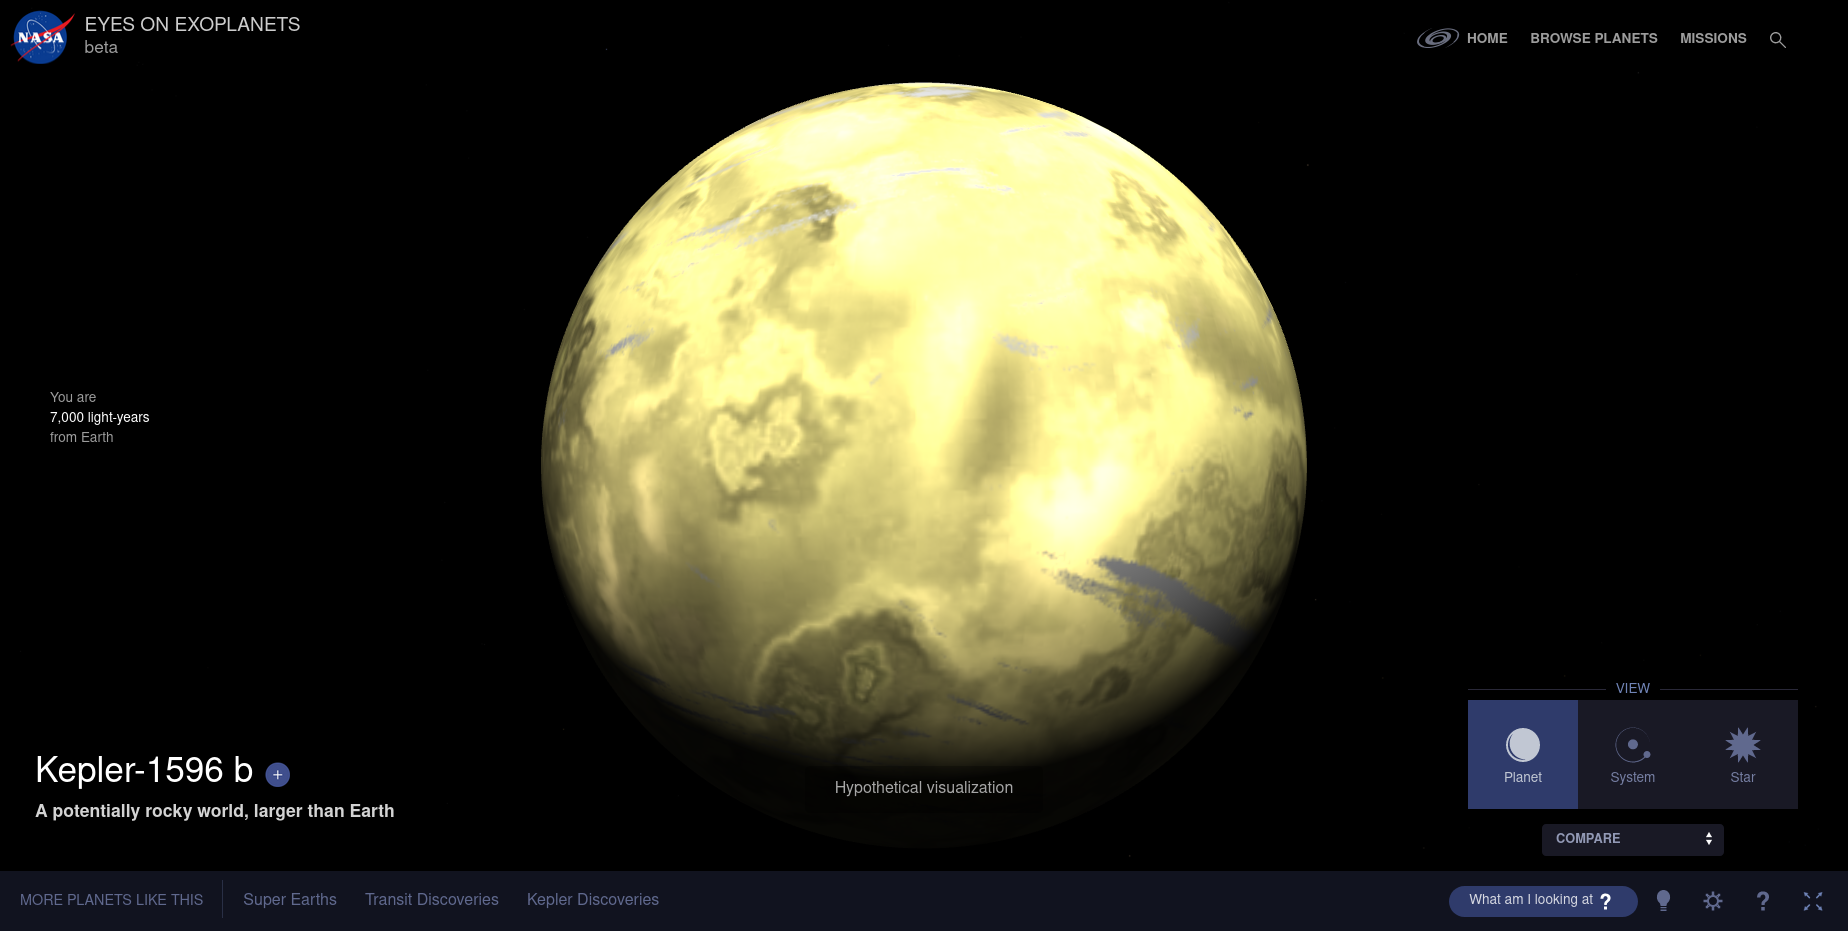 NASA
EYES ON EXOPLANETS
beta
HOME
BROWSE PLANETS
MISSIONS
You are
7,000 light-years
from Earth
Kepler-1596 b +
A potentially rocky world, larger than Earth
Hypothetical visualization
VIEW
Planet
System
Star
COMPARE
MORE PLANETS LIKE THIS
Super Earths
Transit Discoveries
Kepler Discoveries
What am I looking at ?
?